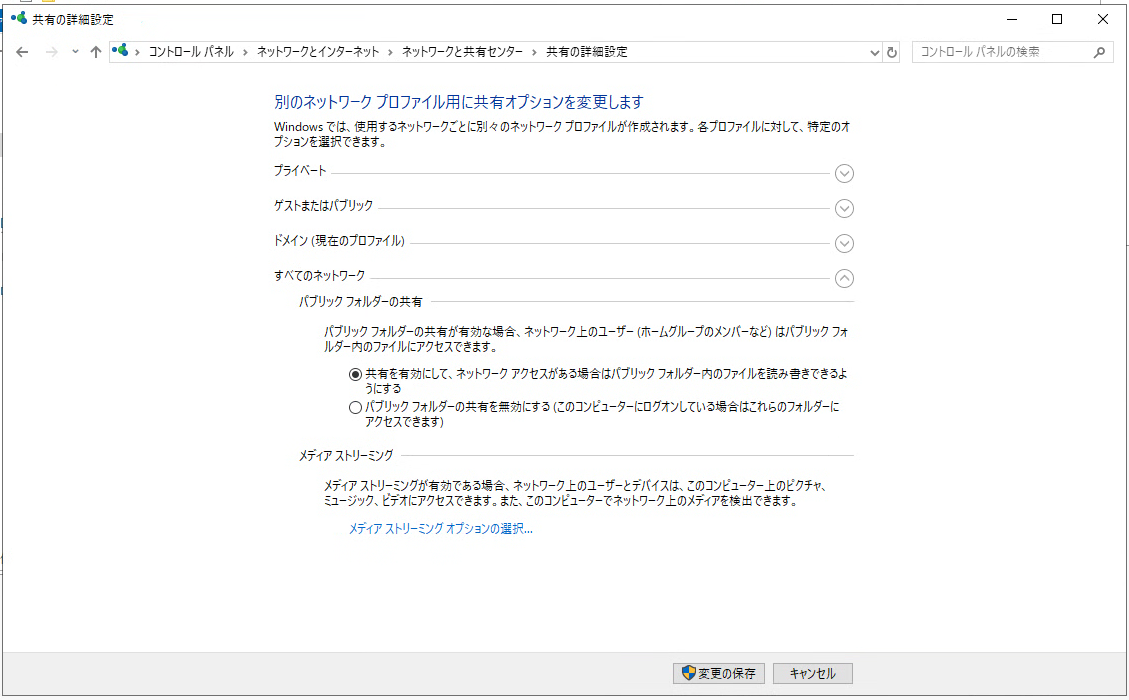 共有の詳細設定
コントロール パネル › ネットワークとインターネット › ネットワークと共有センター › 共有の詳細設定
コントロール パネルの検索
別のネットワーク プロファイル用に共有オプションを変更します
Windows では、使用するネットワークごとに別々のネットワーク プロファイルが作成されます。各プロファイルに対して、特定のオ
プションを選択できます。
プライベート
ゲストまたはパブリック
ドメイン (現在のプロファイル)
すべてのネットワーク
パブリック フォルダーの共有
パブリック フォルダーの共有が有効な場合、ネットワーク上のユーザー (ホームグループのメンバーなど) はパブリック フォ
ルダー内のファイルにアクセスできます。
共有を有効にして、ネットワーク アクセスがある場合はパブリック フォルダー内のファイルを読み書きできるよ
うにする
パブリック フォルダーの共有を無効にする (このコンピューターにログオンしている場合はこれらのフォルダーに
アクセスできます)
メディア ストリーミング
メディア ストリーミングが有効である場合、ネットワーク上のユーザーとデバイスは、このコンピューター上のピクチャ、
ミュージック、ビデオにアクセスできます。また、このコンピューターでネットワーク上のメディアを検出できます。
メディア ストリーミング オプションの選択...
変更の保存
キャンセル